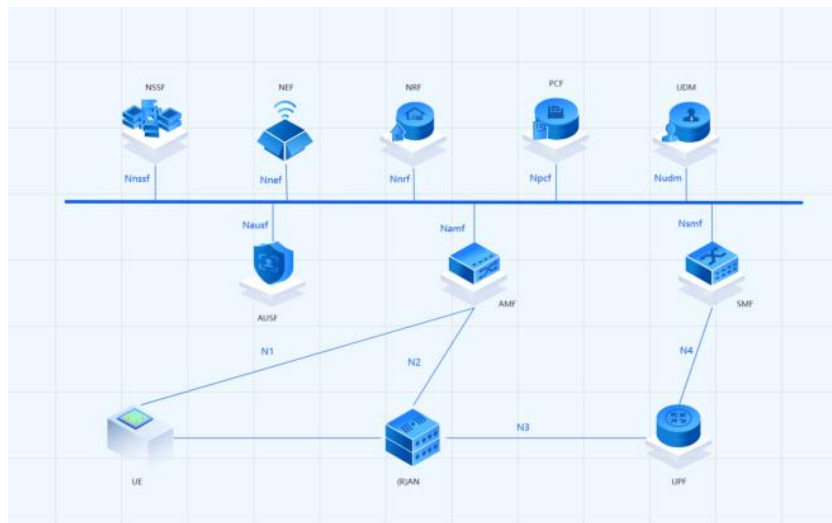 NSSF
NEF
NRF
PCF
UDM
Nnssf
Nnef
Nnrf
Npcf
Nudm
Nausf
Namf
Nsmf
AUSF
AMF
SMF
N1
N2
N4
N3
UE
(R)AN
UPF